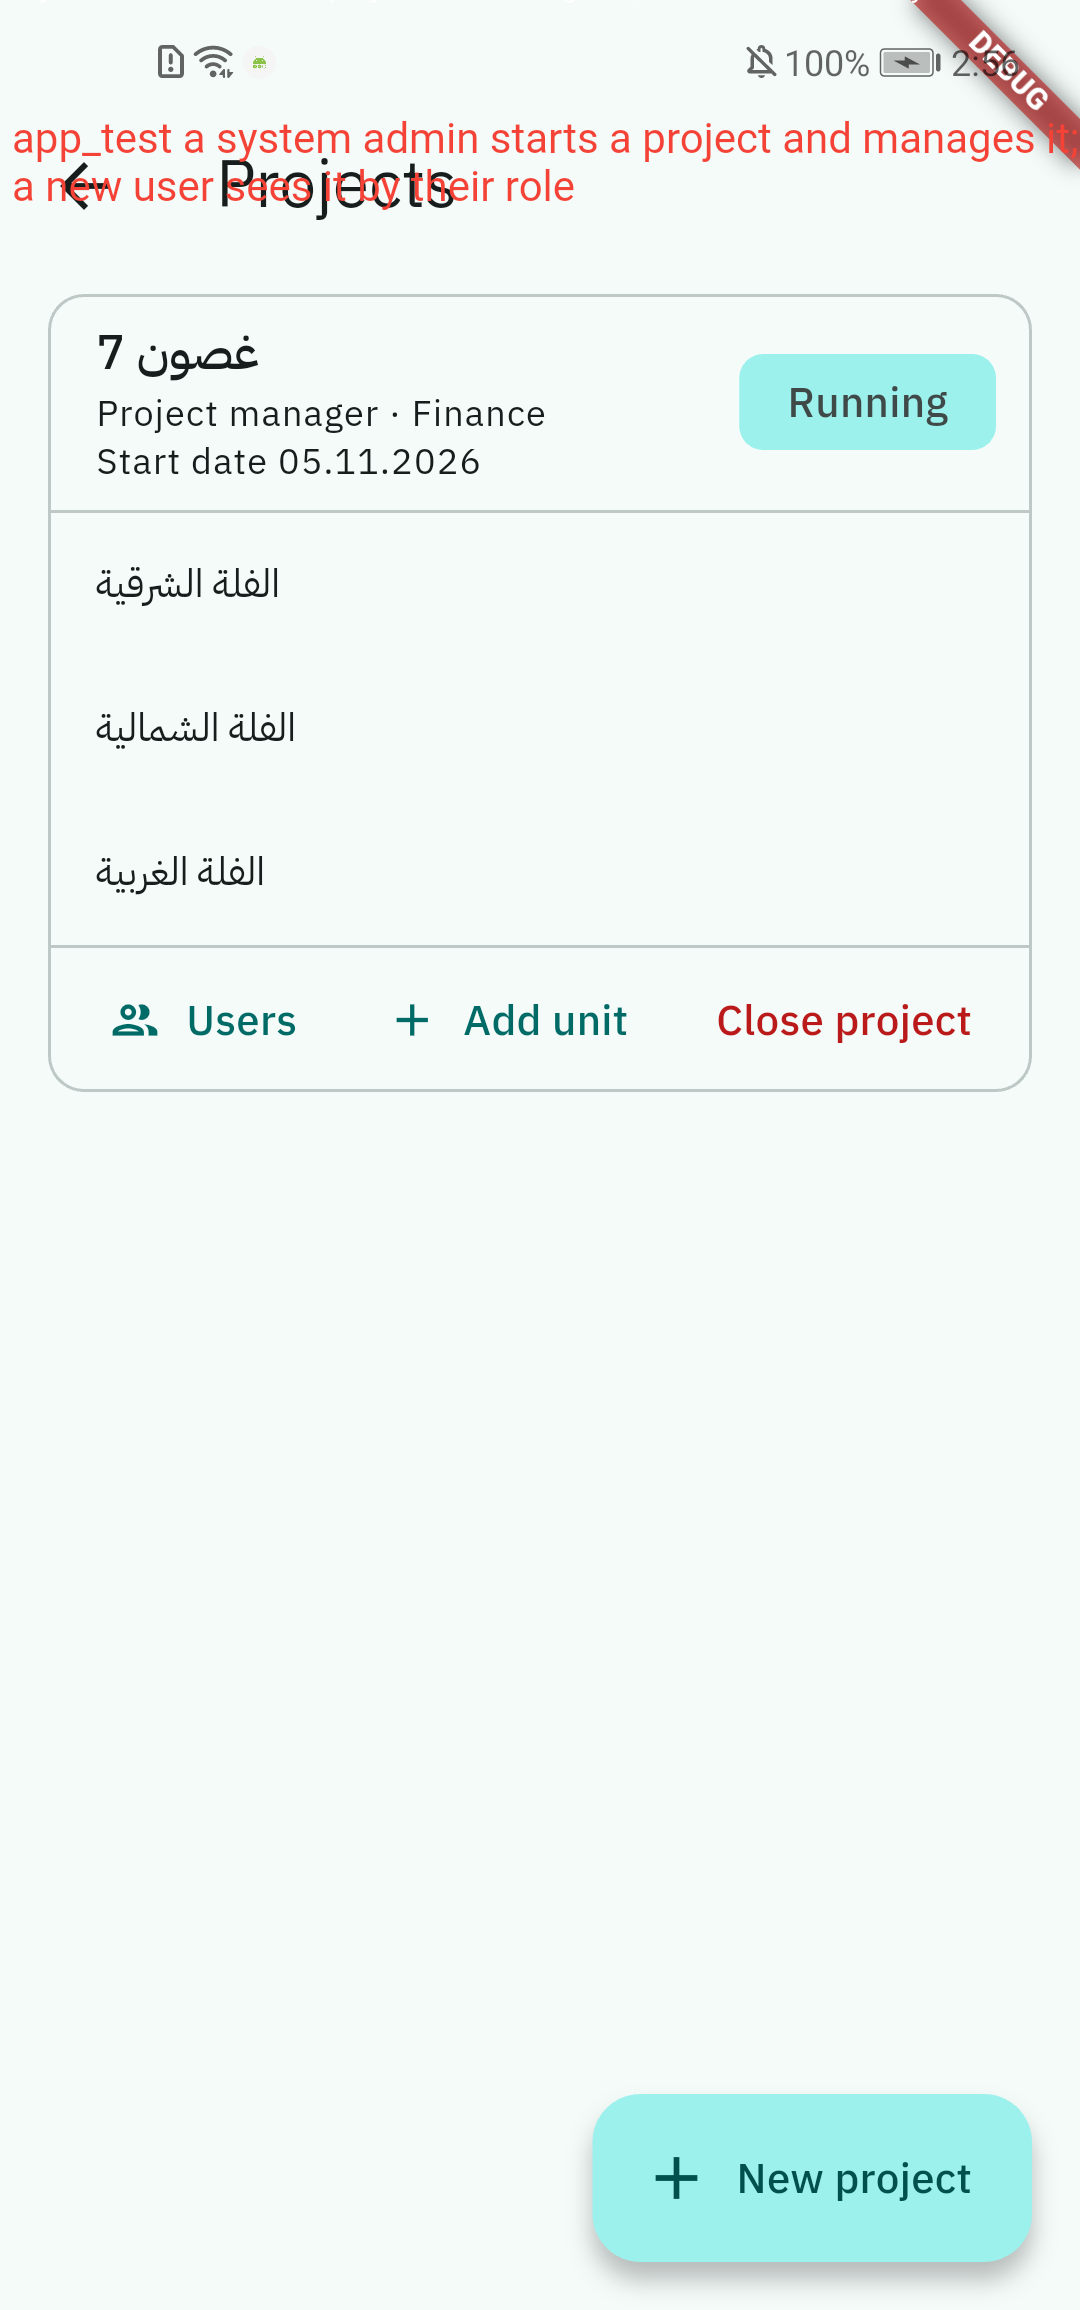 100% 2:56
DEBUG
app_test a system admin starts a project and manages it;
a new user sees it by their role
Projects
غصون 7
Project manager · Finance
Start date 05.11.2026
Running
الفلة الشرقية
الفلة الشمالية
الفلة الغربية
Users
Add unit
Close project
New project